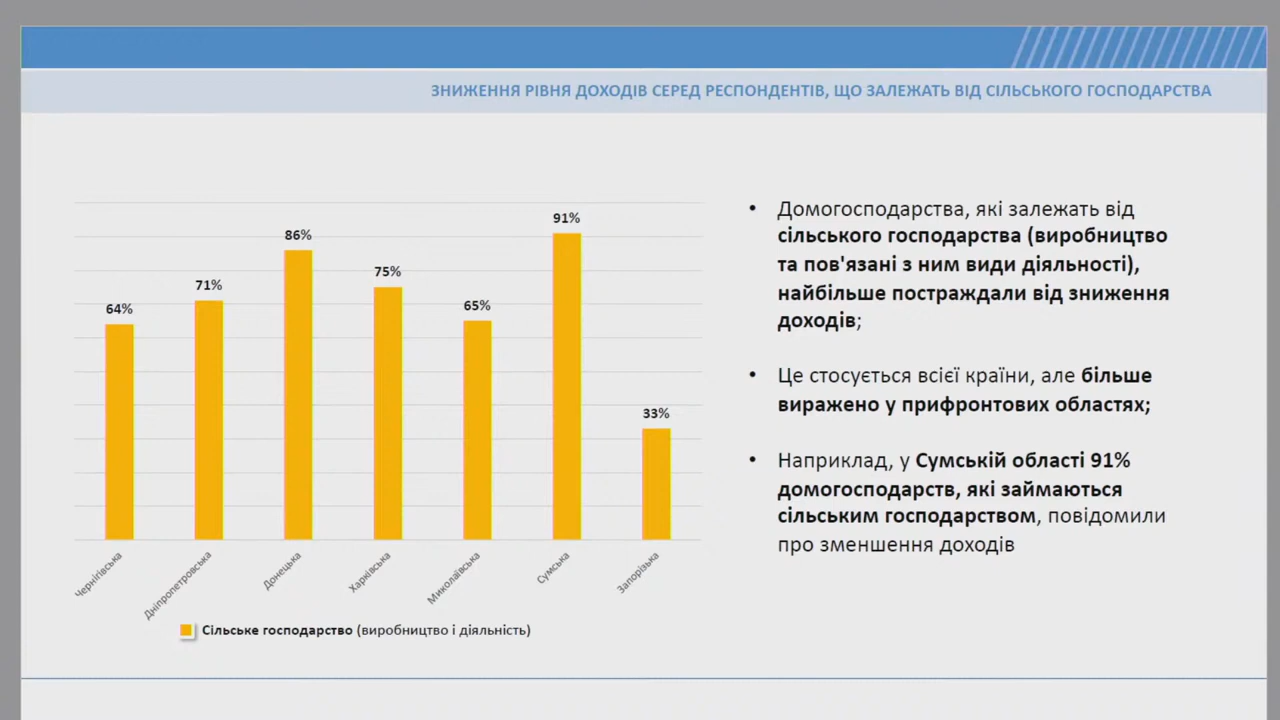 ЗНИЖЕННЯ РІВНЯ ДОХОДІВ СЕРЕД РЕСПОНДЕНТІВ, ЩО ЗАЛЕЖАТЬ ВІД СІЛЬСЬКОГО ГОСПОДАРСТВА
64%
71%
86%
75%
65%
91%
33%
Чернігівська
Дніпропетровська
Донецька
Харківська
Миколаївська
Сумська
Запорізька
Сільське господарство (виробництво і діяльність)
• Домогосподарства, які залежать від
сільського господарства (виробництво
та пов'язані з ним види діяльності),
найбільше постраждали від зниження
доходів;
• Це стосується всієї країни, але більше
виражено у прифронтових областях;
• Наприклад, у Сумській області 91%
домогосподарств, які займаються
сільським господарством, повідомили
про зменшення доходів